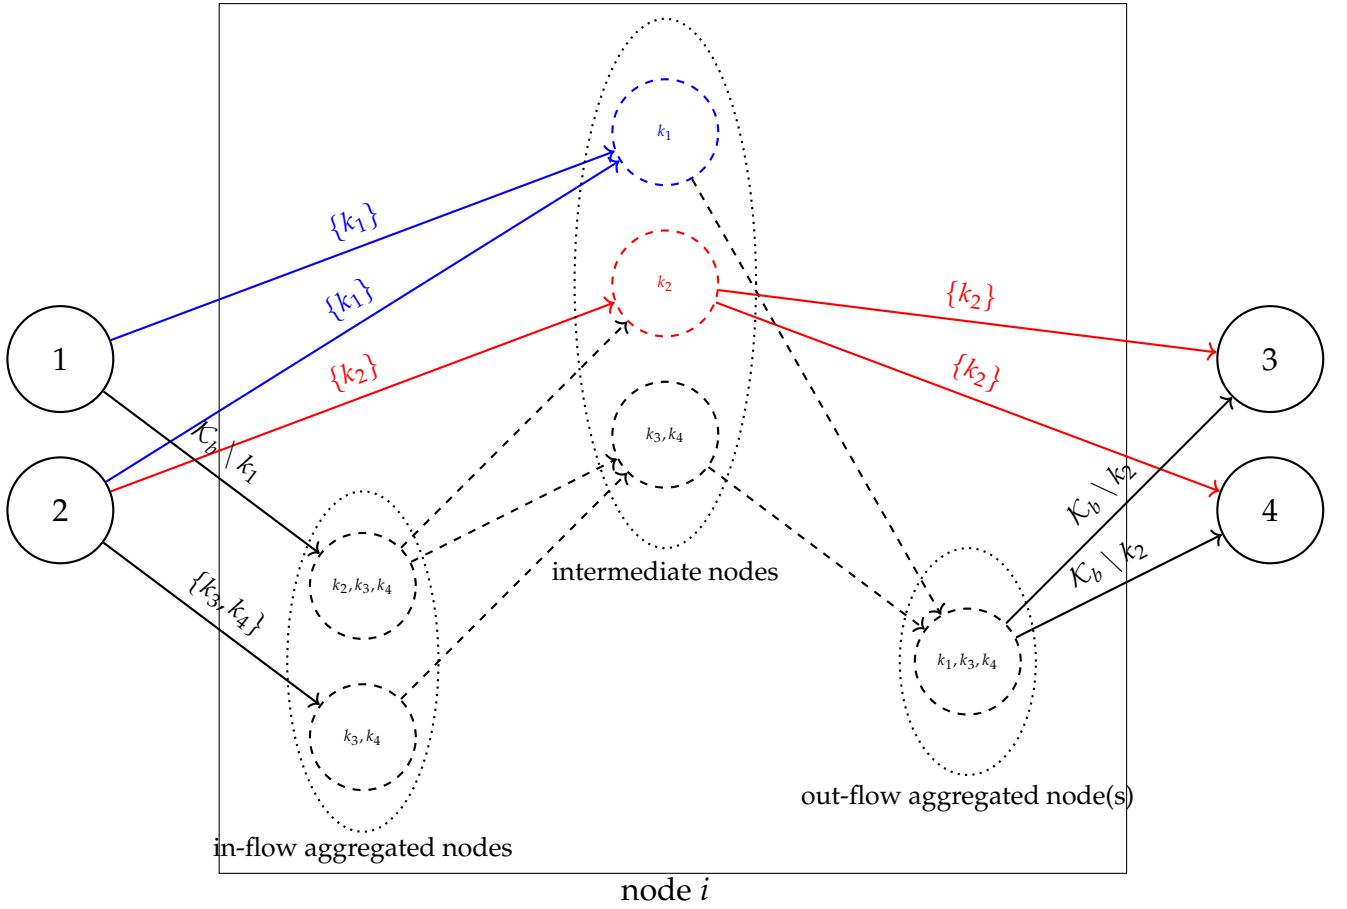 k₁
{k₁}
{k₁}
k₂
{k₂}
{k₂}
{k₂}
1
3
𝒦_b \ k₁
k₃, k₄
2
4
𝒦_b \ k₂
𝒦_b \ k₂
intermediate nodes
k₂, k₃, k₄
{k₃, k₄}
k₁, k₃, k₄
k₃, k₄
out-flow aggregated node(s)
in-flow aggregated nodes
node i